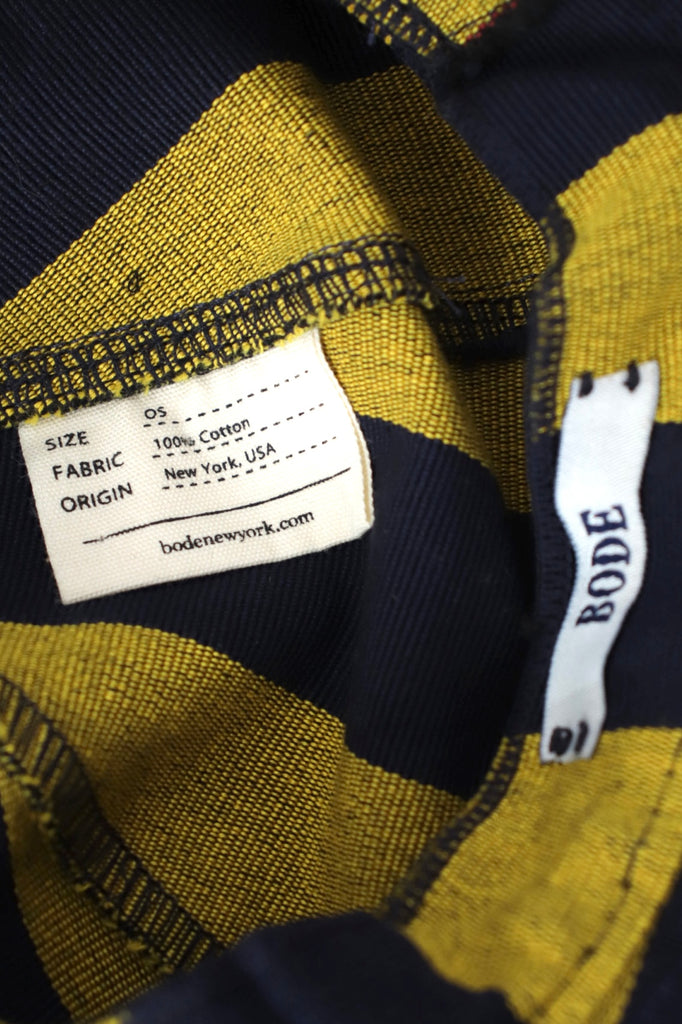 SIZE OS
FABRIC 100% Cotton
ORIGIN New York, USA
bodenewyork.com
BODE